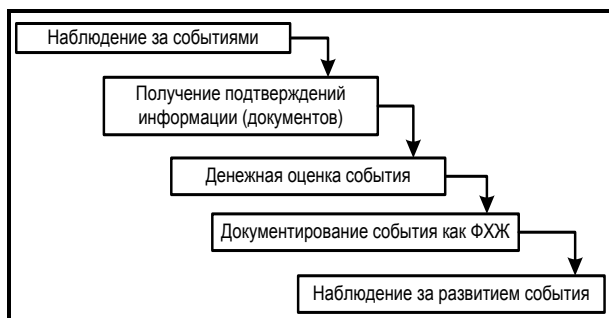 Наблюдение за событиями
Получение подтверждений
информации (документов)
Денежная оценка события
Документирование события как ФХЖ
Наблюдение за развитием события